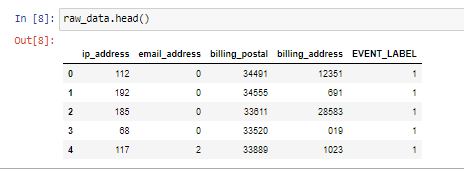 In [8]: raw_data.head()
Out[8]:
ip_address email_address billing_postal billing_address EVENT_LABEL
0 112 0 34491 12351 1
1 192 0 34555 691 1
2 185 0 33611 28583 1
3 68 0 33520 019 1
4 117 2 33889 1023 1